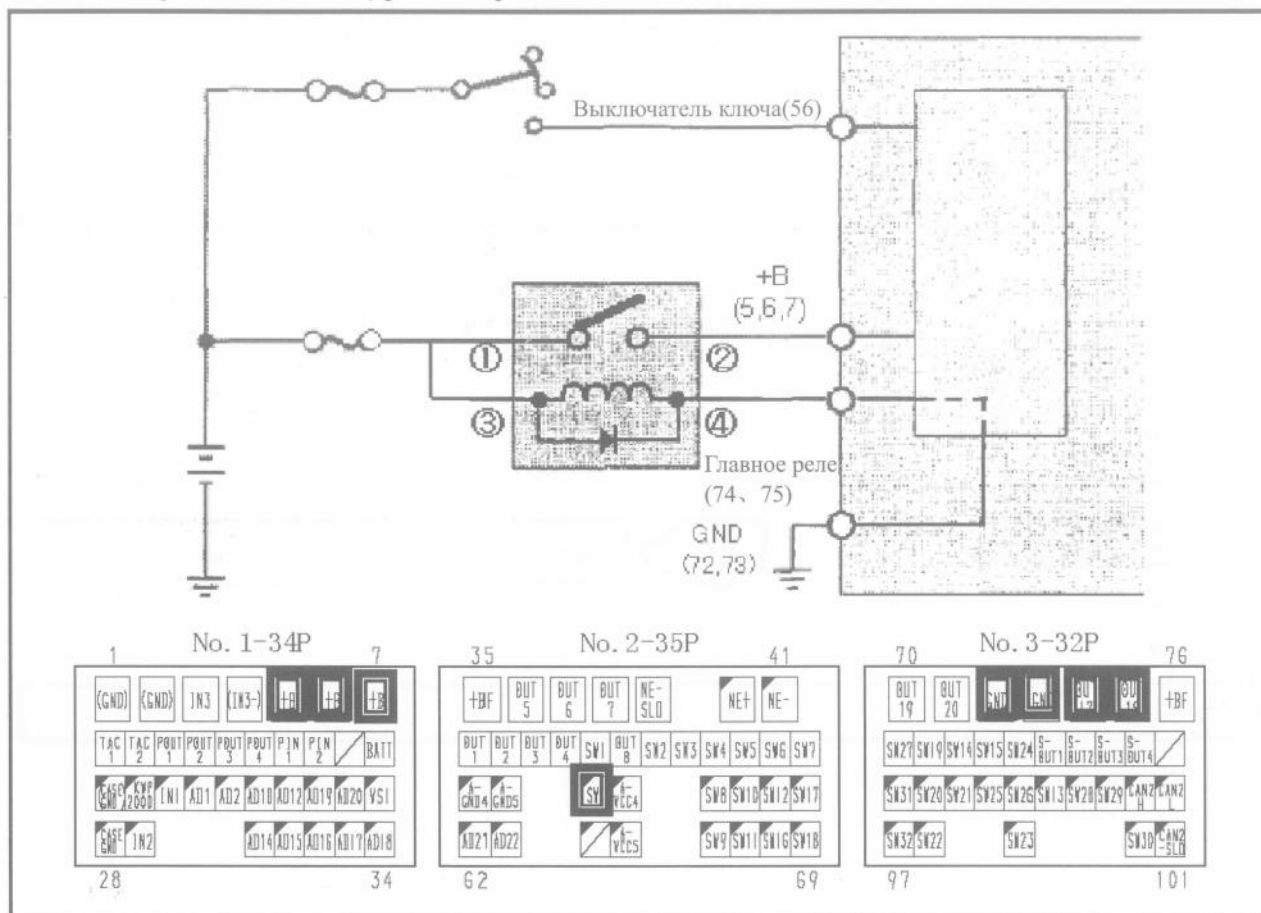 Выключатель ключа(56)
+B
(5,6,7)
① ②
③ ④
Главное реле
(74、75)
GND
(72,73)
No. 1-34P No. 2-35P No. 3-32P
1 7 35 41 70 76
(GND) (GND) IN3 (IN3-) +B +B +B
TAC 1 TAC 2 POUT 1 POUT 2 POUT 3 POUT 4 PIN 1 PIN 2 BATT
CASE GND KWP 2000 IN1 AD1 AD2 AD10 AD12 AD19 AD20 VS1
CASE GND IN2 AD14 AD15 AD16 AD17 AD18
28 34
+BF OUT 5 OUT 6 OUT 7 NE-SLD NE+ NE-
OUT 1 OUT 2 OUT 3 OUT 4 SW1 OUT 8 SW2 SW3 SW4 SW5 SW6 SW7
A-GND4 A-GND5 SW A-VCC4 SW8 SW10 SW12 SW17
AD21 AD22 A-VCC5 SW9 SW11 SW16 SW18
62 69
OUT 19 OUT 20 GND GND +BF
SW27 SW19 SW14 SW15 SW24 S-OUT1 S-OUT2 S-OUT3 S-OUT4
SW31 SW20 SW21 SW25 SW26 SW13 SW28 SW29 CAN2 H CAN2 L
SW32 SW22 SW23 SW30 CAN2 -SLD
97 101